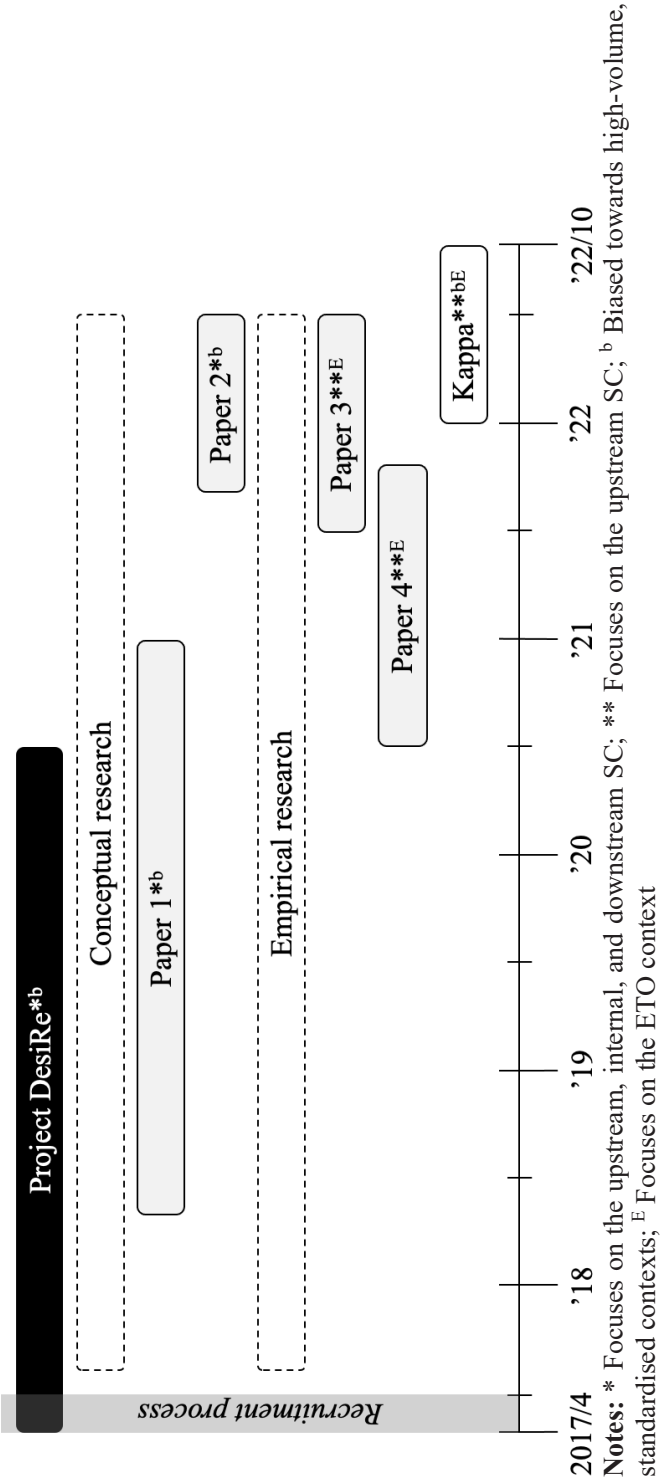 Project DesiRe*ᵇ
Conceptual research
Paper 1*ᵇ
Paper 2*ᵇ
Empirical research
Paper 3**ᴱ
Paper 4**ᴱ
Kappa**ᵇᴱ
Recruitment process
2017/4 ’18 ’19 ’20 ’21 ’22 ’22/10
Notes: * Focuses on the upstream, internal, and downstream SC; ** Focuses on the upstream SC; ᵇ Biased towards high-volume,
standardised contexts; ᴱ Focuses on the ETO context